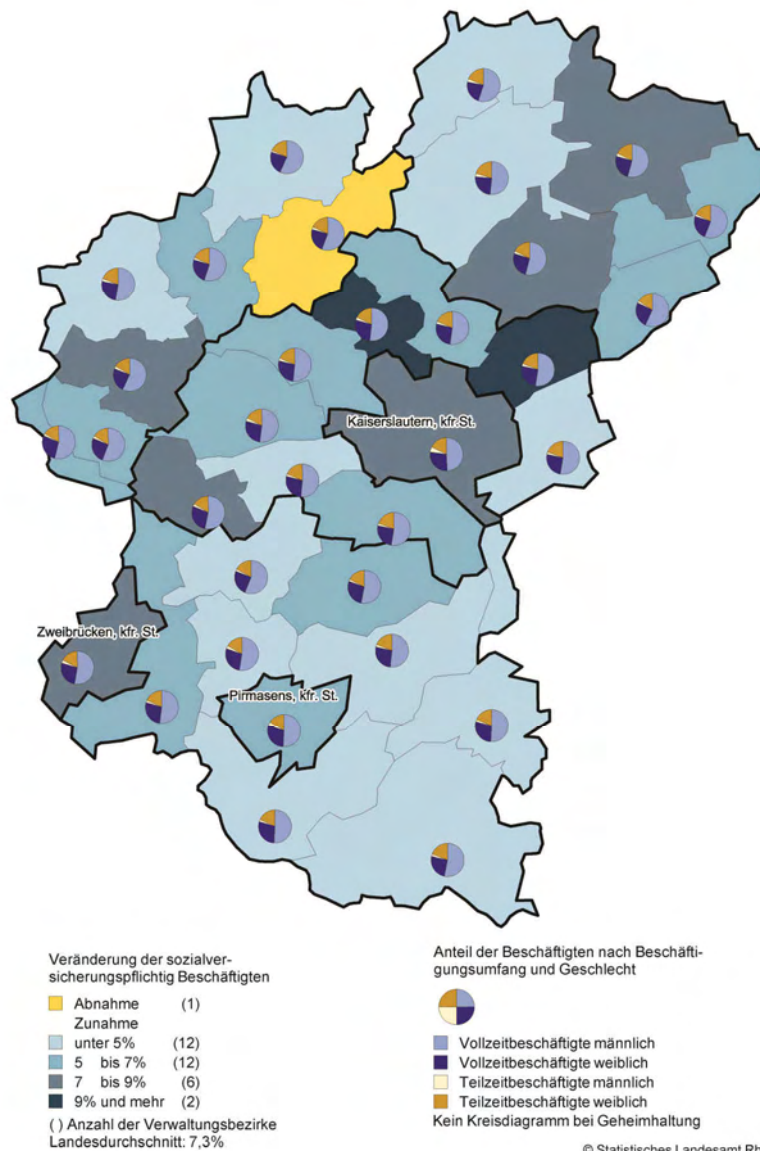 Kaiserslautern, kfr.St.
Zweibrücken, kfr. St.
Pirmasens, kfr. St.
Veränderung der sozialver-
sicherungspflichtig Beschäftigten
Abnahme (1)
Zunahme
unter 5% (12)
5 bis 7% (12)
7 bis 9% (6)
9% und mehr (2)
( ) Anzahl der Verwaltungsbezirke
Landesdurchschnitt: 7,3%
Anteil der Beschäftigten nach Beschäfti-
gungsumfang und Geschlecht
Vollzeitbeschäftigte männlich
Vollzeitbeschäftigte weiblich
Teilzeitbeschäftigte männlich
Teilzeitbeschäftigte weiblich
Kein Kreisdiagramm bei Geheimhaltung
© Statistisches Landesamt Rh